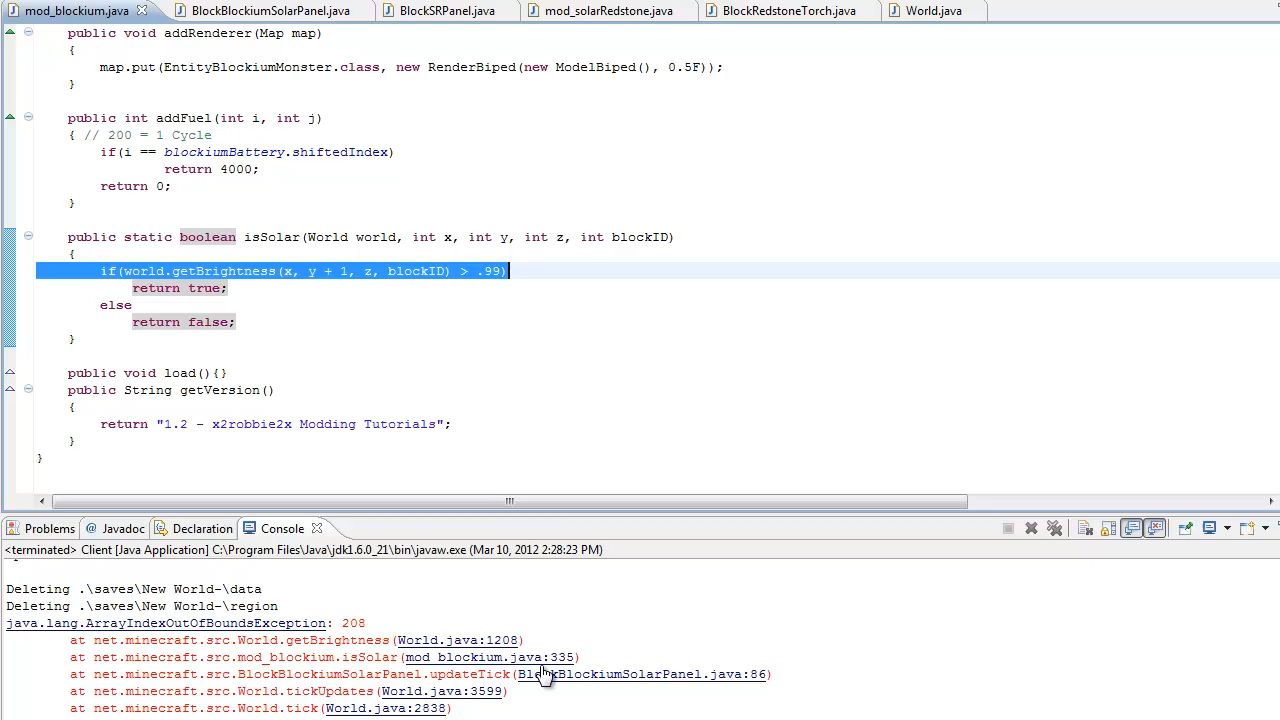 mod_blockium.java
BlockBlockiumSolarPanel.java
BlockSRPanel.java
mod_solarRedstone.java
BlockRedstoneTorch.java
World.java
public void addRenderer(Map map)
{
map.put(EntityBlockiumMonster.class, new RenderBiped(new ModelBiped(), 0.5F));
}
public int addFuel(int i, int j)
{ // 200 = 1 Cycle
if(i == blockiumBattery.shiftedIndex)
return 4000;
return 0;
}
public static boolean isSolar(World world, int x, int y, int z, int blockID)
{
if(world.getBrightness(x, y + 1, z, blockID) > .99)
return true;
else
return false;
}
public void load(){}
public String getVersion()
{
return "1.2 - x2robbie2x Modding Tutorials";
}
}
Problems
@ Javadoc
Declaration
Console
<terminated> Client [Java Application] C:\Program Files\Java\jdk1.6.0_21\bin\javaw.exe (Mar 10, 2012 2:28:23 PM)
Deleting .\saves\New World-\data
Deleting .\saves\New World-\region
java.lang.ArrayIndexOutOfBoundsException: 208
at net.minecraft.src.World.getBrightness(World.java:1208)
at net.minecraft.src.mod_blockium.isSolar(mod_blockium.java:335)
at net.minecraft.src.BlockBlockiumSolarPanel.updateTick(BlockBlockiumSolarPanel.java:86)
at net.minecraft.src.World.tickUpdates(World.java:3599)
at net.minecraft.src.World.tick(World.java:2838)